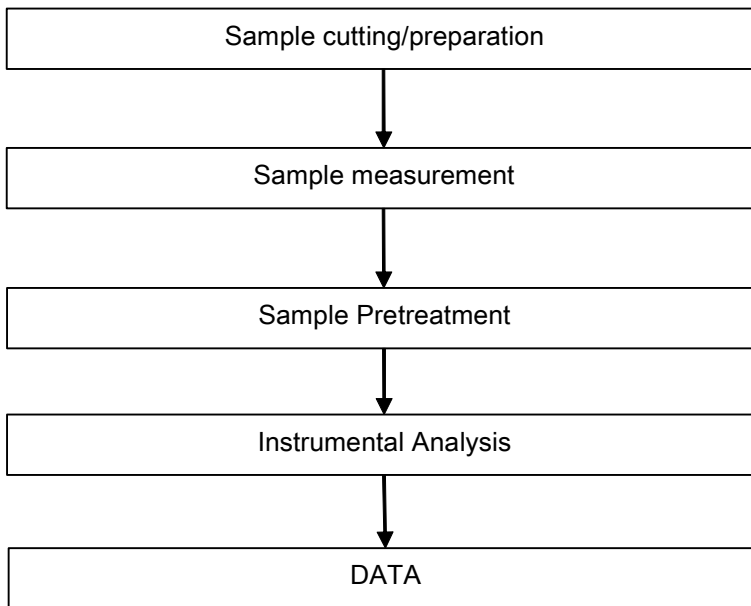 Sample cutting/preparation
Sample measurement
Sample Pretreatment
Instrumental Analysis
DATA